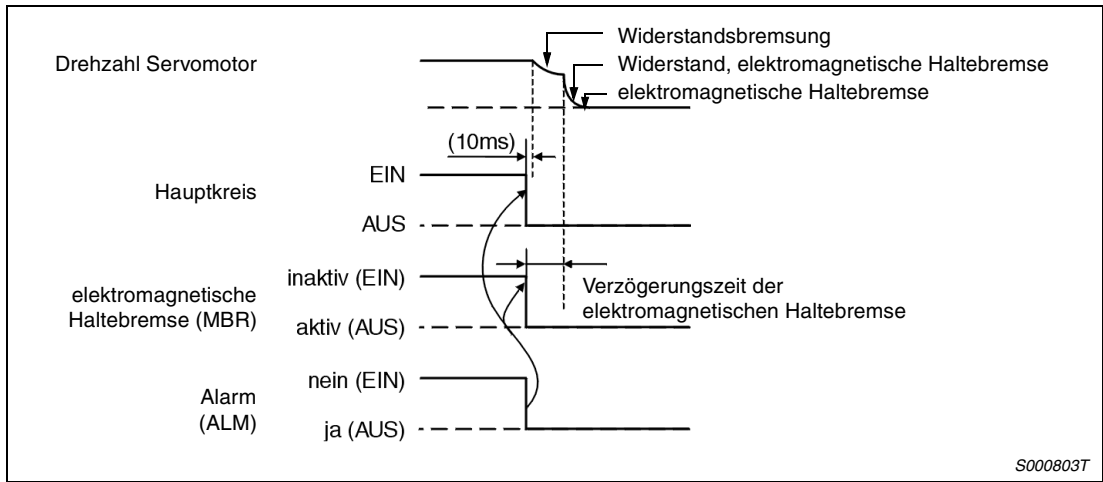 Widerstandsbremsung
Drehzahl Servomotor
Widerstand, elektromagnetische Haltebremse
elektromagnetische Haltebremse
(10ms)
Hauptkreis
EIN
AUS
elektromagnetische
Haltebremse (MBR)
inaktiv (EIN)
aktiv (AUS)
Verzögerungszeit der
elektromagnetischen Haltebremse
Alarm
(ALM)
nein (EIN)
ja (AUS)
S000803T